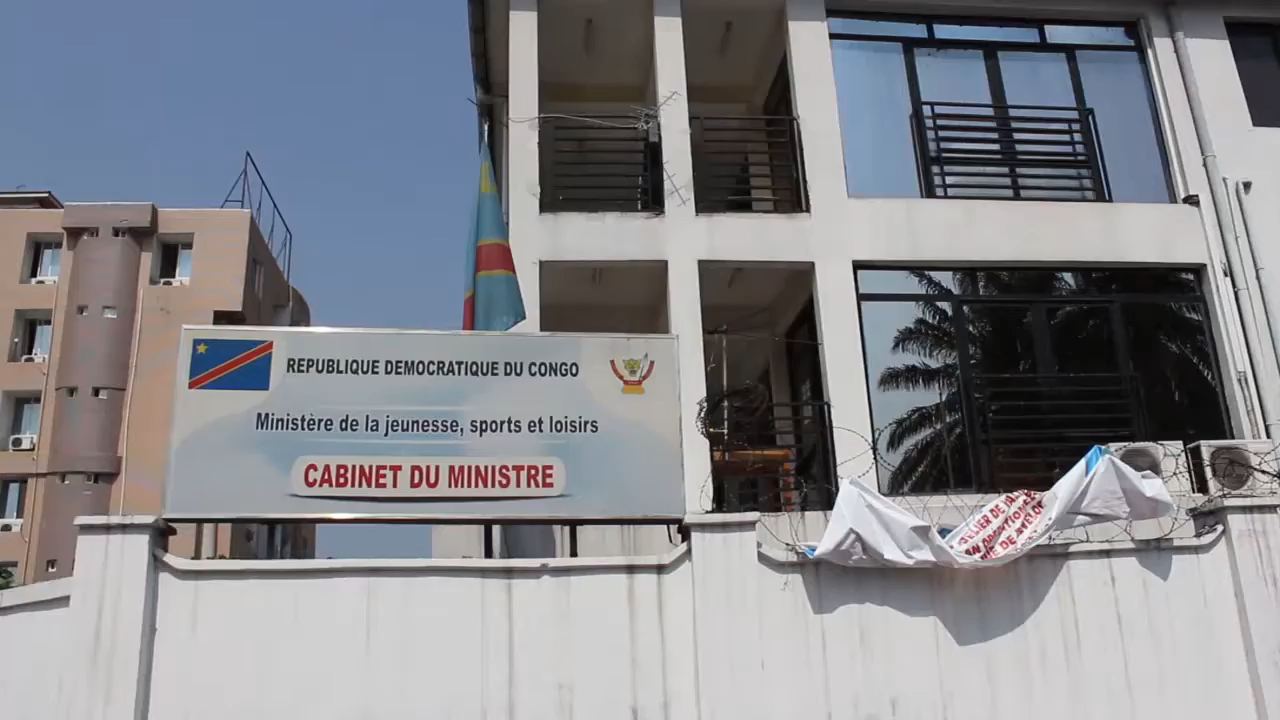 REPUBLIQUE DEMOCRATIQUE DU CONGO
Ministère de la jeunesse, sports et loisirs
CABINET DU MINISTRE